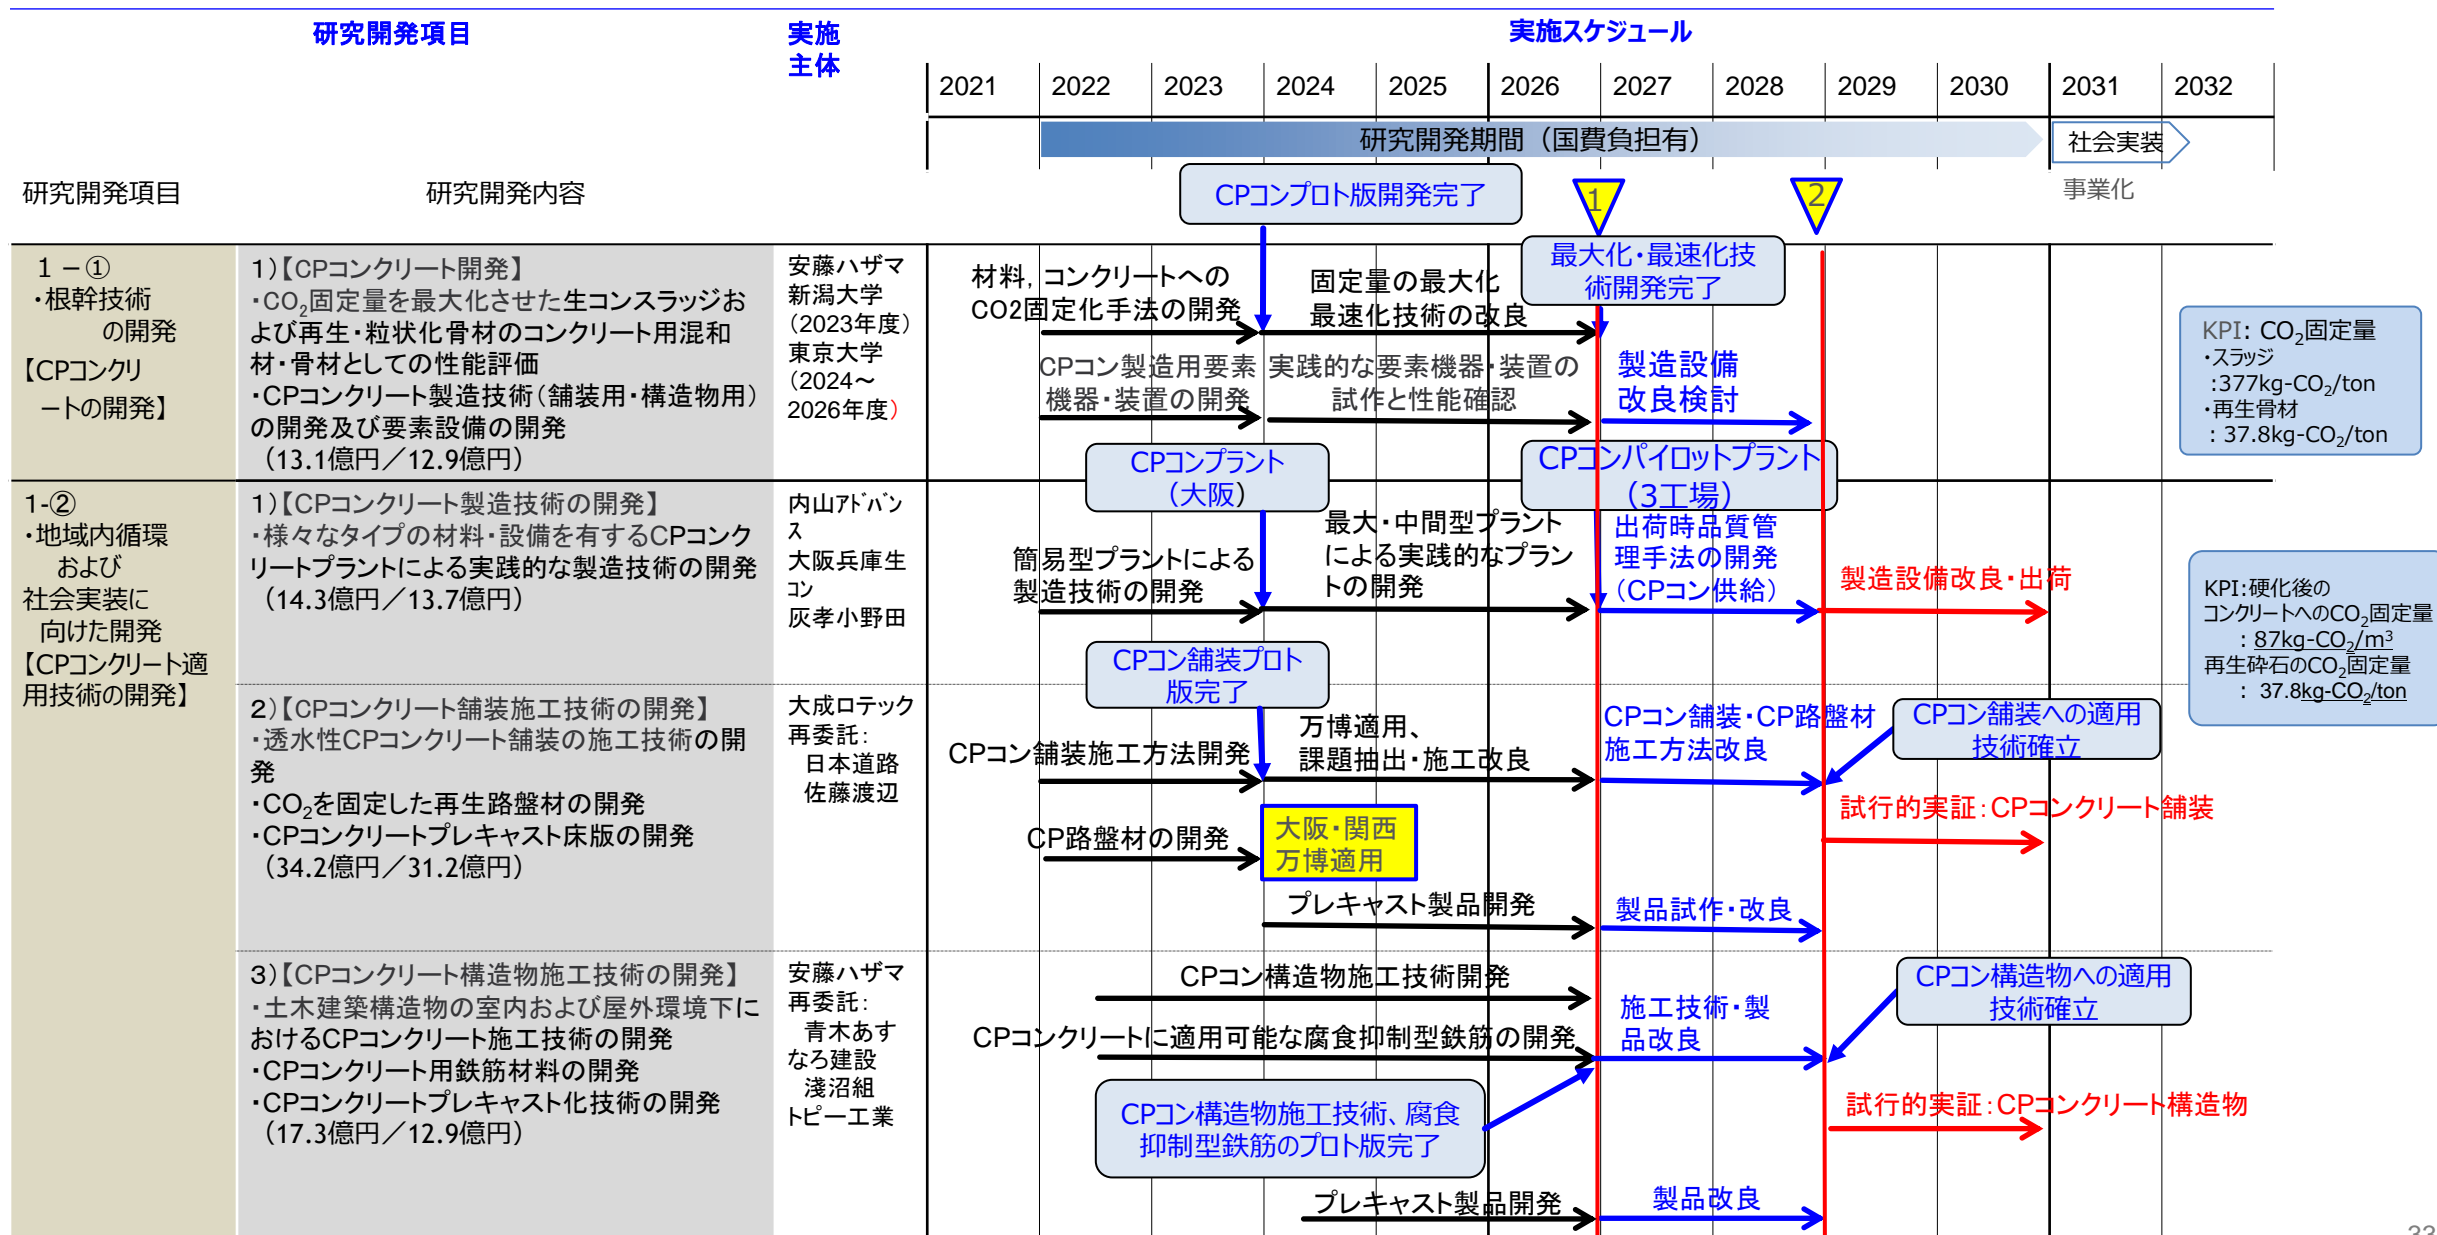 研究開発項目
実施
主体
実施スケジュール
2021 2022 2023 2024 2025 2026 2027 2028 2029 2030 2031 2032
研究開発期間（国費負担有）
社会実装
事業化
研究開発項目
研究開発内容
CPコンプロト版開発完了
1
2
1－①
・根幹技術
の開発
【CPコンクリ
ートの開発】
1）【CPコンクリート開発】
・CO₂固定量を最大化させた生コンスラッジお
よび再生・粒状化骨材のコンクリート用混和
材・骨材としての性能評価
・CPコンクリート製造技術（舗装用・構造物用）
の開発及び要素設備の開発
（13.1億円／12.9億円）
安藤ハザマ
新潟大学
（2023年度）
東京大学
（2024～
2026年度）
材料，コンクリートへの
CO2固定化手法の開発
固定量の最大化
最速化技術の改良
最大化・最速化技
術開発完了
CPコン製造用要素
機器・装置の開発
実践的な要素機器・装置の
試作と性能確認
製造設備
改良検討
KPI: CO₂固定量
・スラッジ
:377kg-CO₂/ton
・再生骨材
: 37.8kg-CO₂/ton
CPコンプラント
（大阪）
CPコンパイロットプラント
（3工場）
1-②
・地域内循環
および
社会実装に
向けた開発
【CPコンクリート適
用技術の開発】
1）【CPコンクリート製造技術の開発】
・様々なタイプの材料・設備を有するCPコンク
リートプラントによる実践的な製造技術の開発
（14.3億円／13.7億円）
内山アドバン
ス
大阪兵庫生
コン
灰孝小野田
簡易型プラントによる
製造技術の開発
最大・中間型プラント
による実践的なプラン
トの開発
出荷時品質管
理手法の開発
（CPコン供給）
製造設備改良・出荷
KPI:硬化後の
コンクリートへのCO₂固定量
: 87kg-CO₂/m³
再生砕石のCO₂固定量
: 37.8kg-CO₂/ton
CPコン舗装プロト
版完了
2）【CPコンクリート舗装施工技術の開発】
・透水性CPコンクリート舗装の施工技術の開
発
・CO₂を固定した再生路盤材の開発
・CPコンクリートプレキャスト床版の開発
（34.2億円／31.2億円）
大成ロテック
再委託：
日本道路
佐藤渡辺
CPコン舗装施工方法開発
万博適用、
課題抽出・施工改良
CPコン舗装・CP路盤材
施工方法改良
CPコン舗装への適用
技術確立
試行的実証：CPコンクリート舗装
CP路盤材の開発
大阪・関西
万博適用
プレキャスト製品開発
製品試作・改良
3）【CPコンクリート構造物施工技術の開発】
・土木建築構造物の室内および屋外環境下に
おけるCPコンクリート施工技術の開発
・CPコンクリート用鉄筋材料の開発
・CPコンクリートプレキャスト化技術の開発
（17.3億円／12.9億円）
安藤ハザマ
再委託：
青木あす
なろ建設
淺沼組
トピー工業
CPコン構造物施工技術開発
CPコンクリートに適用可能な腐食抑制型鉄筋の開発
施工技術・製
品改良
CPコン構造物への適用
技術確立
CPコン構造物施工技術、腐食
抑制型鉄筋のプロト版完了
試行的実証：CPコンクリート構造物
プレキャスト製品開発
製品改良
33